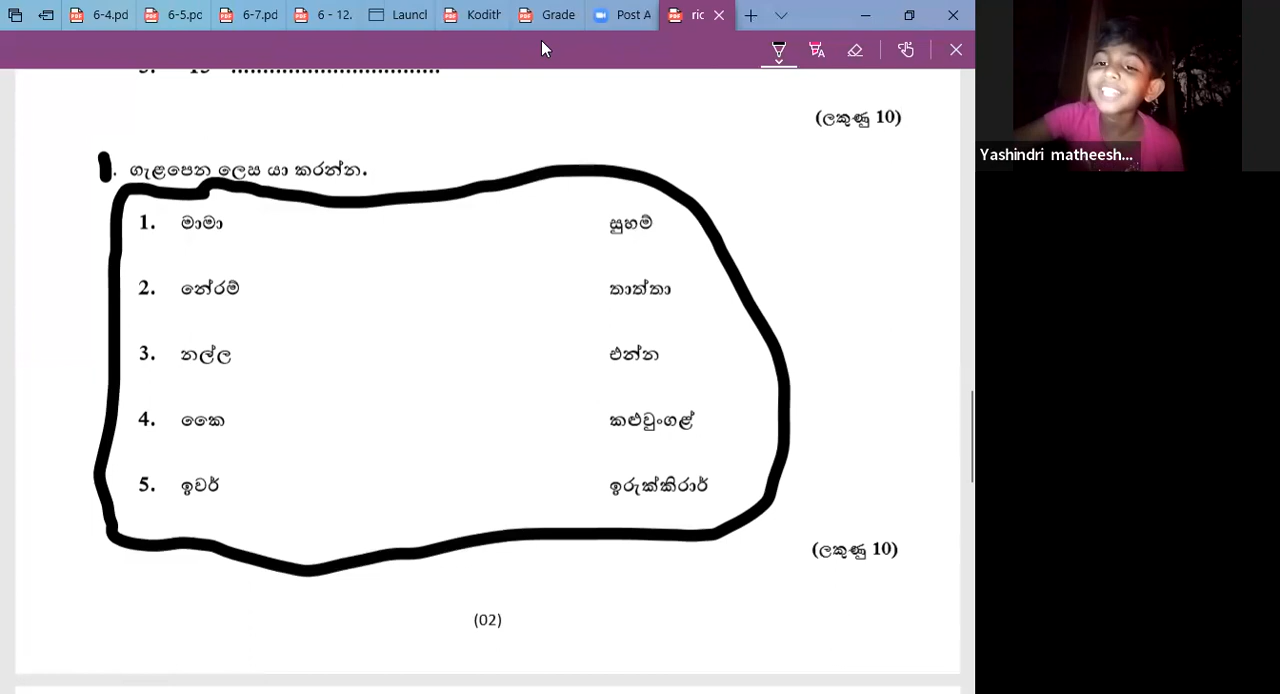 6-4.pd 6-5.pc 6-7.pd 6 - 12. Launcl Kodith Grade Post A ric
(ලකුණු 10)
. ගැළපෙන ලෙස යා කරන්න.
1. මාමා සුහම්
2. නේරම් තාත්තා
3. නල්ල එන්න
4. කෛ කළුවුංගළ්
5. ඉවර් ඉරුක්කිරාර්
(ලකුණු 10)
(02)
Yashindri matheesh...